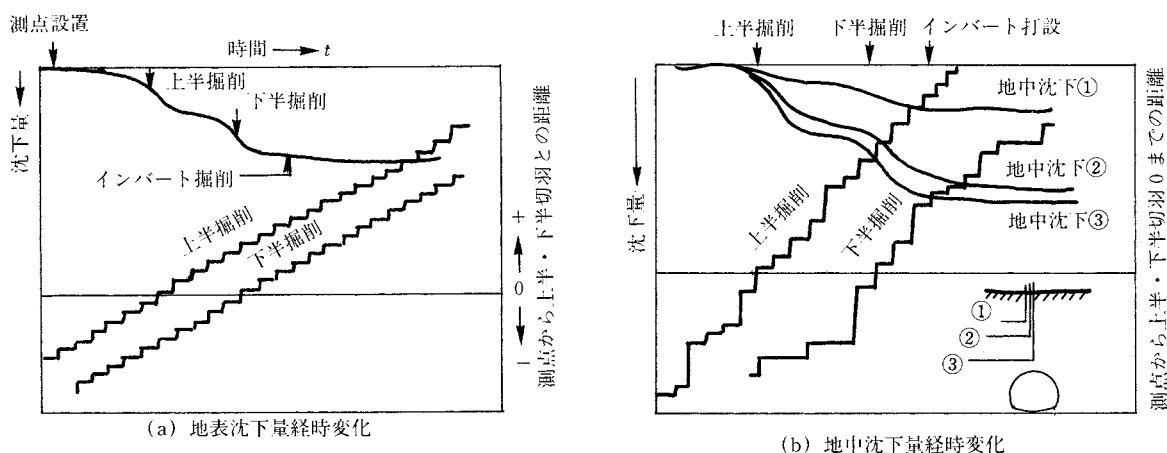 測点設置
時間 → t
上半掘削
下半掘削
インバート掘削
沈下量
上半掘削
下半掘削
測点から上半・下半切羽との距離
+
0
−
(a) 地表沈下量経時変化
上半掘削
下半掘削
インバート打設
地中沈下①
地中沈下②
地中沈下③
沈下量
上半掘削
下半掘削
①
②
③
測点から上半・下半切羽0までの距離
(b) 地中沈下量経時変化